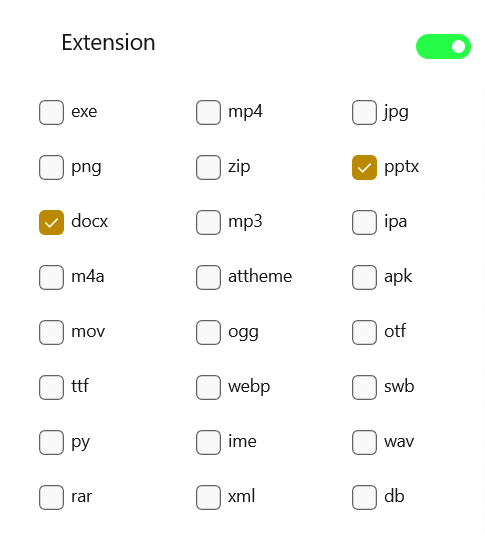 Extension
exe mp4 jpg
png zip pptx
docx mp3 ipa
m4a attheme apk
mov ogg otf
ttf webp swb
py ime wav
rar xml db